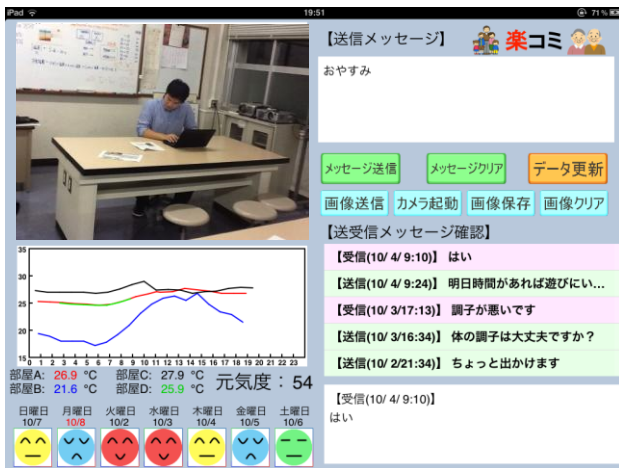 iPad
19:51
71%
【送信メッセージ】
楽コミ
おやすみ
メッセージ送信
メッセージクリア
データ更新
画像送信
カメラ起動
画像保存
画像クリア
【送受信メッセージ確認】
【受信(10/ 4/ 9:10)】 はい
【送信(10/ 4/ 9:24)】 明日時間があれば遊びにい...
【受信(10/ 3/17:13)】 調子が悪いです
【送信(10/ 3/16:34)】 体の調子は大丈夫ですか？
【送信(10/ 2/21:34)】 ちょっと出かけます
【受信(10/ 4/ 9:10)】
はい
35
30
25
20
15
0 1 2 3 4 5 6 7 8 9 10 11 12 13 14 15 16 17 18 19 20 21 22 23
部屋A: 26.9 °C 部屋C: 27.9 °C
部屋B: 21.6 °C 部屋D: 25.9 °C
元気度：54
日曜日 月曜日 火曜日 水曜日 木曜日 金曜日 土曜日
10/7 10/8 10/2 10/3 10/4 10/5 10/6